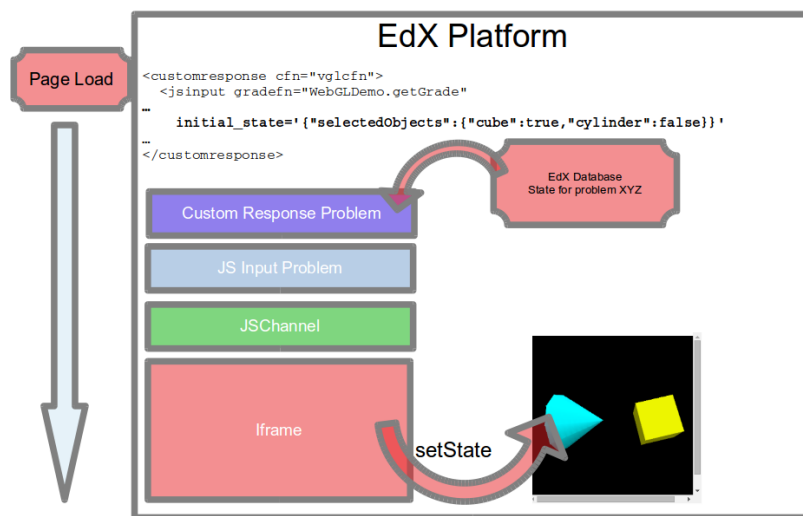 EdX Platform
Page Load
<customresponse cfn="vglcfn">
<jsinput gradefn="WebGLDemo.getGrade"
…
initial_state='{"selectedObjects":{"cube":true,"cylinder":false}}'
…
</customresponse>
EdX Database
State for problem XYZ
Custom Response Problem
JS Input Problem
JSChannel
Iframe
setState